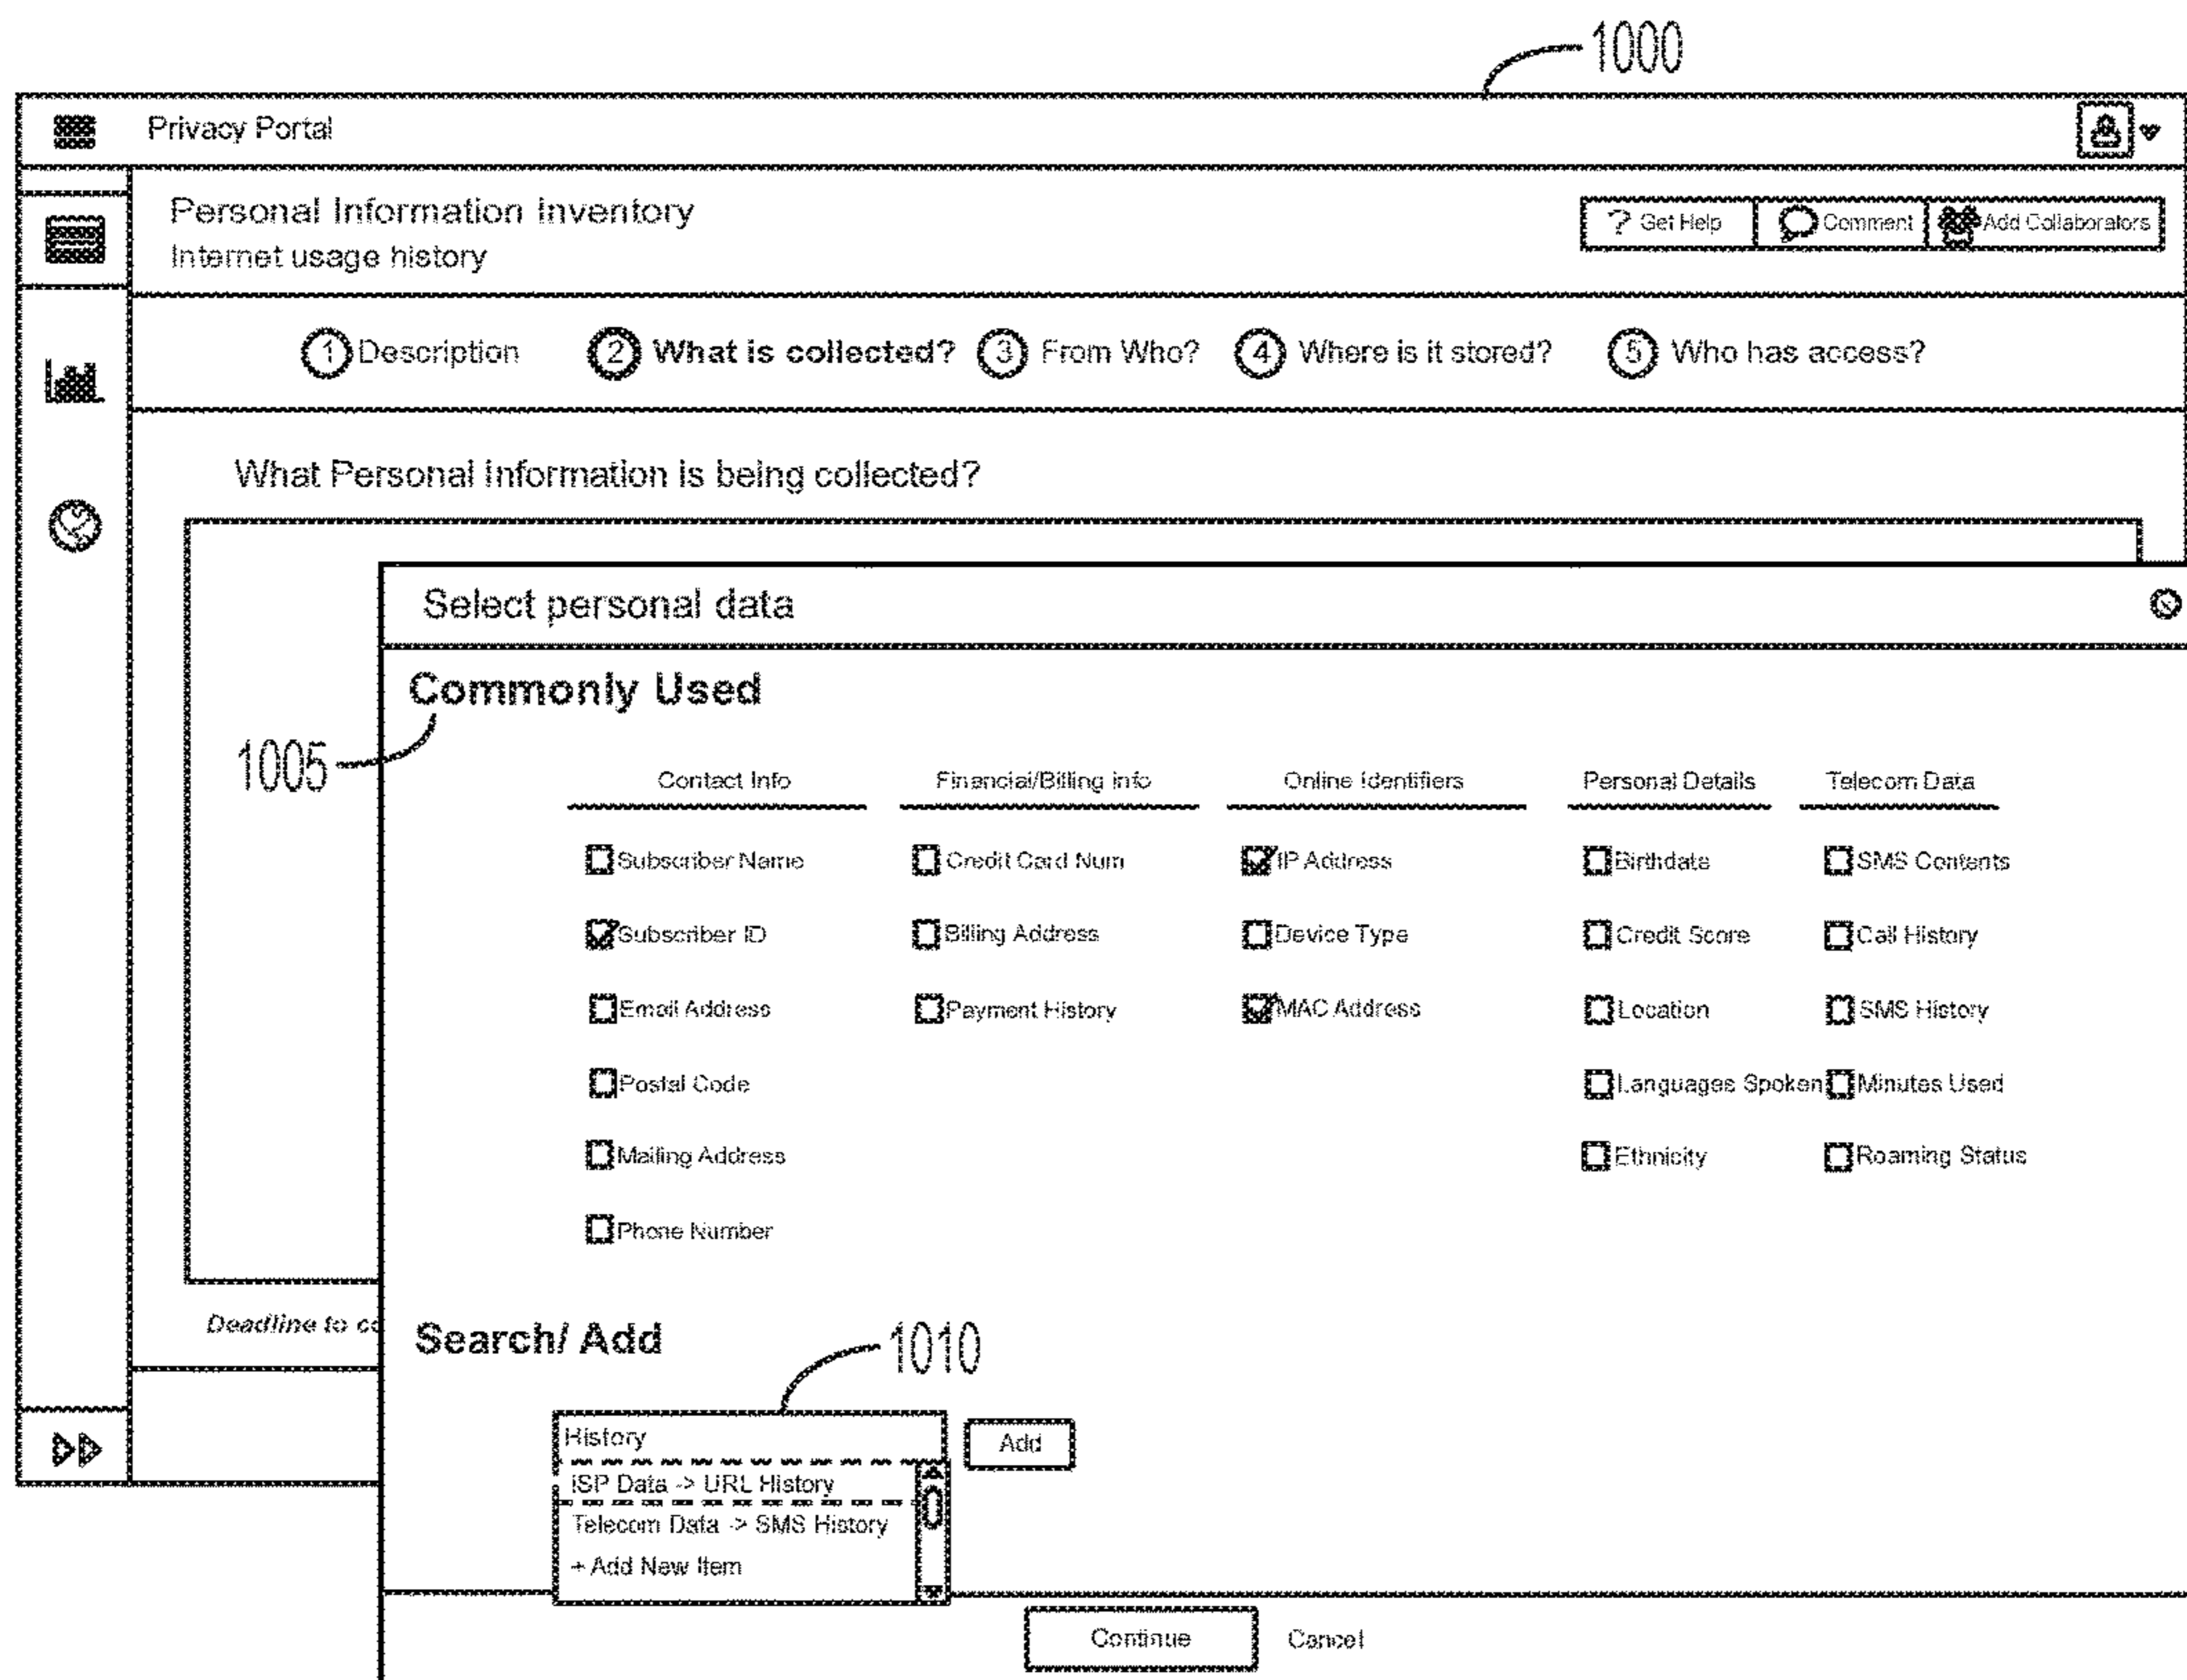 1000
Privacy Portal
Personal Information Inventory
Internet usage history
? Get Help Comment Add Collaborators
1 Description 2 What is collected? 3 From Who? 4 Where is it stored? 5 Who has access?
What Personal Information is being collected?
Select personal data
Commonly Used
1005
Contact Info Financial/Billing info Online Identifiers Personal Details Telecom Data
Subscriber Name Credit Card Num IP Address Birthdate SMS Contents
Subscriber ID Billing Address Device Type Credit Score Call History
Email Address Payment History MAC Address Location SMS History
Postal Code Languages Spoken Minutes Used
Mailing Address Ethnicity Roaming Status
Phone Number
Deadline to co
Search/ Add
1010
History Add
ISP Data -> URL History
Telecom Data -> SMS History
+ Add New Item
Continue Cancel